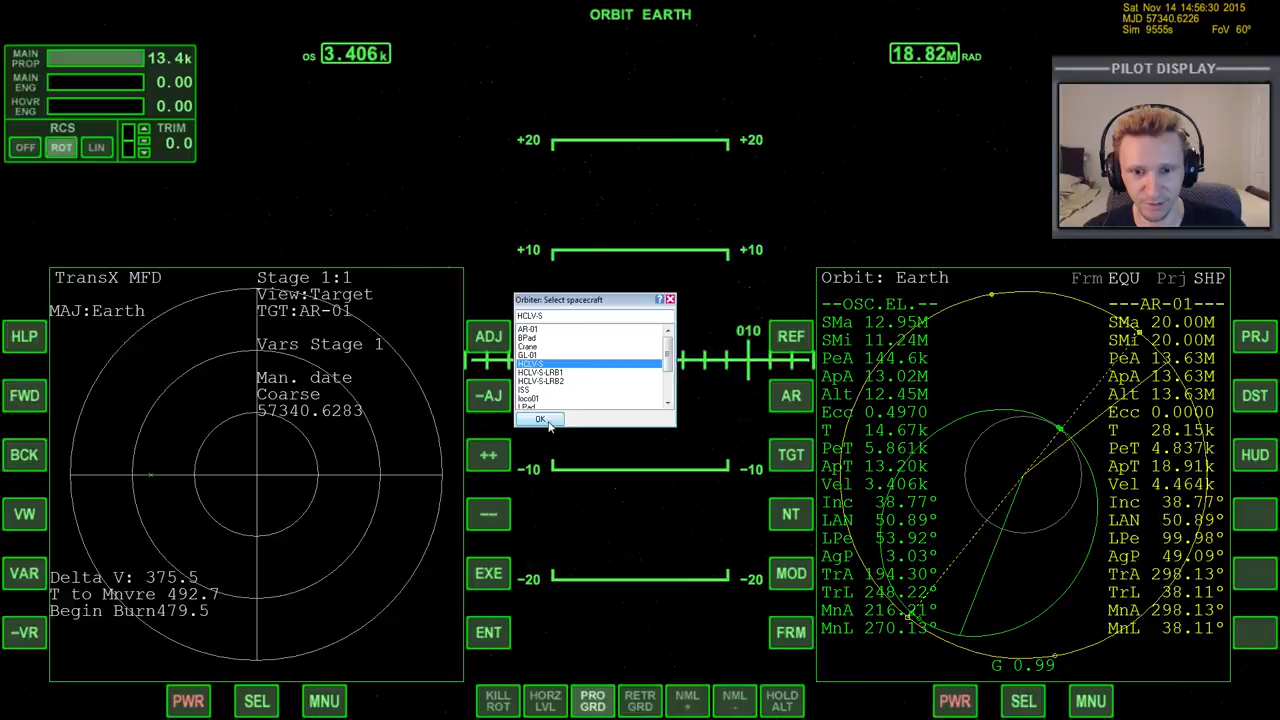 ORBIT EARTH
Sat Nov 14 14:56:30 2015
MJD 57340.6226
Sim 9555s FoV 60°
MAIN PROP 13.4k
MAIN ENG 0.00
HOVR ENG 0.00
RCS TRIM
OFF ROT LIN 0.0
OS 3.406k
18.82M RAD
PILOT DISPLAY
+20 +20
+10 +10
010
-10 -10
-20 -20
TransX MFD Stage 1:1
View:Target
MAJ:Earth TGT:AR-01
Vars Stage 1
Man. date
Coarse
57340.6283
Delta V: 375.5
T to Mnvre 492.7
Begin Burn479.5
HLP
FWD
BCK
VW
VAR
-VR
ADJ
-AJ
++
--
EXE
ENT
PWR SEL MNU
Orbiter: Select spacecraft
HCLV-S
AR-01
BPad
Crane
GL-01
HCLV-S
HCLV-S-LRB1
HCLV-S-LRB2
ISS
loco01
LPad
OK
KILL ROT
HORZ LVL
PRO GRD
RETR GRD
NML +
NML -
HOLD ALT
REF
AR
TGT
NT
MOD
FRM
Orbit: Earth Frm EQU Prj SHP
--OSC.EL.-- ---AR-01---
SMa 12.95M SMa 20.00M
SMi 11.24M SMi 20.00M
PeA 144.6k PeA 13.63M
ApA 13.02M ApA 13.63M
Alt 12.45M Alt 13.63M
Ecc 0.4970 Ecc 0.0000
T 14.67k T 28.15k
PeT 5.861k PeT 4.837k
ApT 13.20k ApT 18.91k
Vel 3.406k Vel 4.464k
Inc 38.77° Inc 38.77°
LAN 50.89° LAN 50.89°
LPe 53.92° LPe 99.98°
AgP 3.03° AgP 49.09°
TrA 194.30° TrA 298.13°
TrL 248.22° TrL 38.11°
MnA 216.21° MnA 298.13°
MnL 270.13° MnL 38.11°
G 0.99
PRJ
DST
HUD
PWR SEL MNU